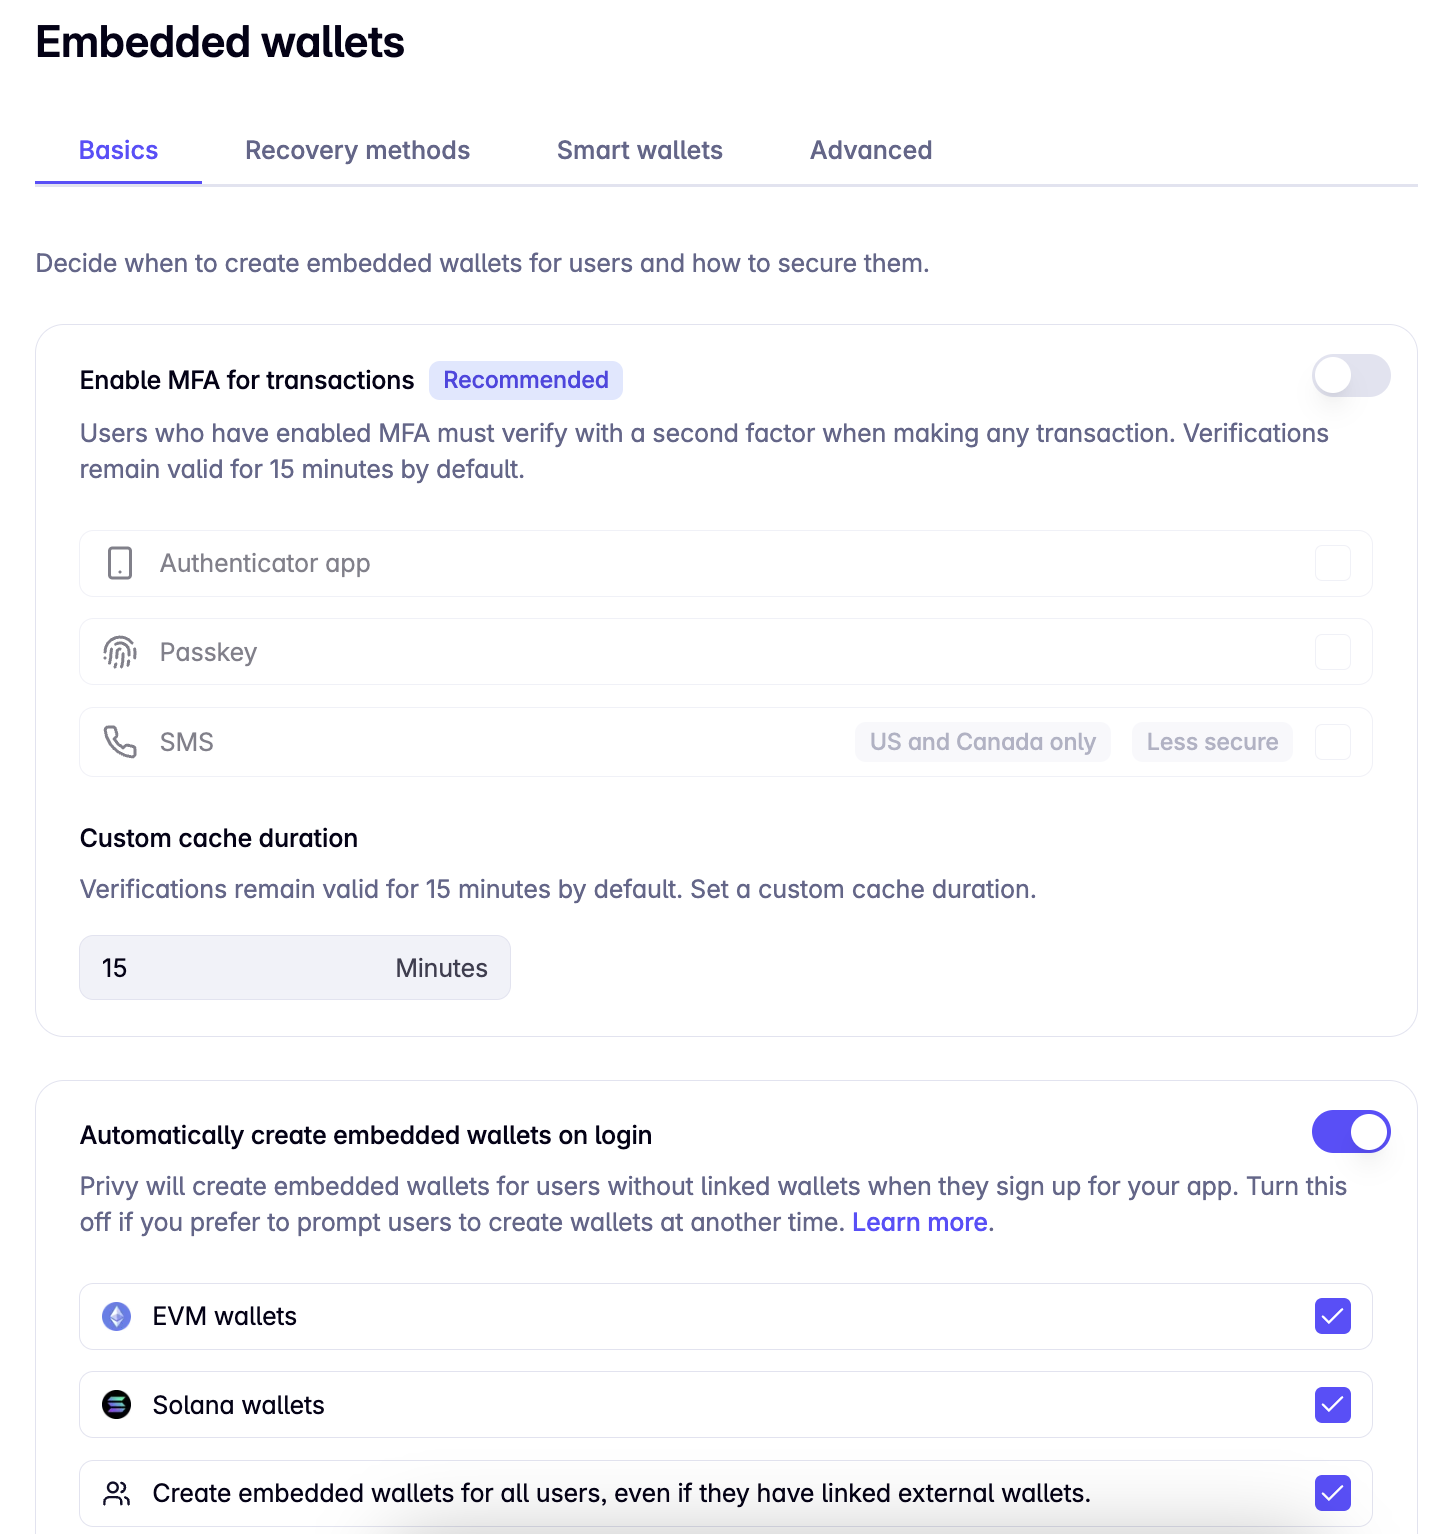 Embedded wallets
Basics
Recovery methods
Smart wallets
Advanced
Decide when to create embedded wallets for users and how to secure them.
Enable MFA for transactions
Recommended
Users who have enabled MFA must verify with a second factor when making any transaction. Verifications
remain valid for 15 minutes by default.
Authenticator app
Passkey
SMS
US and Canada only
Less secure
Custom cache duration
Verifications remain valid for 15 minutes by default. Set a custom cache duration.
15
Minutes
Automatically create embedded wallets on login
Privy will create embedded wallets for users without linked wallets when they sign up for your app. Turn this
off if you prefer to prompt users to create wallets at another time. Learn more.
EVM wallets
Solana wallets
Create embedded wallets for all users, even if they have linked external wallets.